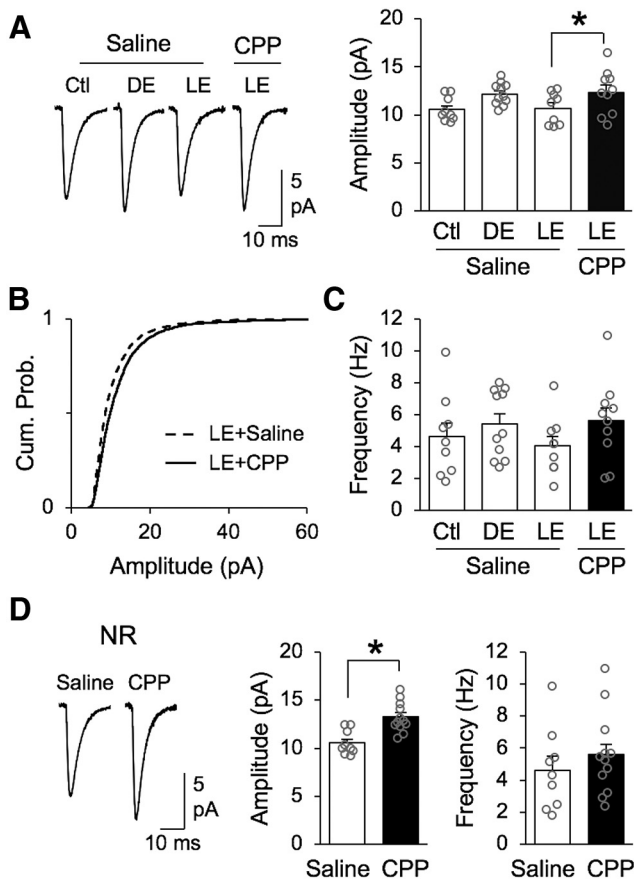 A
Saline
CPP
Ctl DE LE LE
5
pA
10 ms
Amplitude (pA)
20
15
10
5
0
*
Ctl DE LE LE
Saline CPP
B
Cum. Prob.
1
0
LE+Saline
LE+CPP
0 20 40 60
Amplitude (pA)
C
Frequency (Hz)
12
10
8
6
4
2
0
Ctl DE LE LE
Saline CPP
D
NR
Saline CPP
5
pA
10 ms
Amplitude (pA)
20
15
10
5
0
*
Saline CPP
Frequency (Hz)
12
10
8
6
4
2
0
Saline CPP